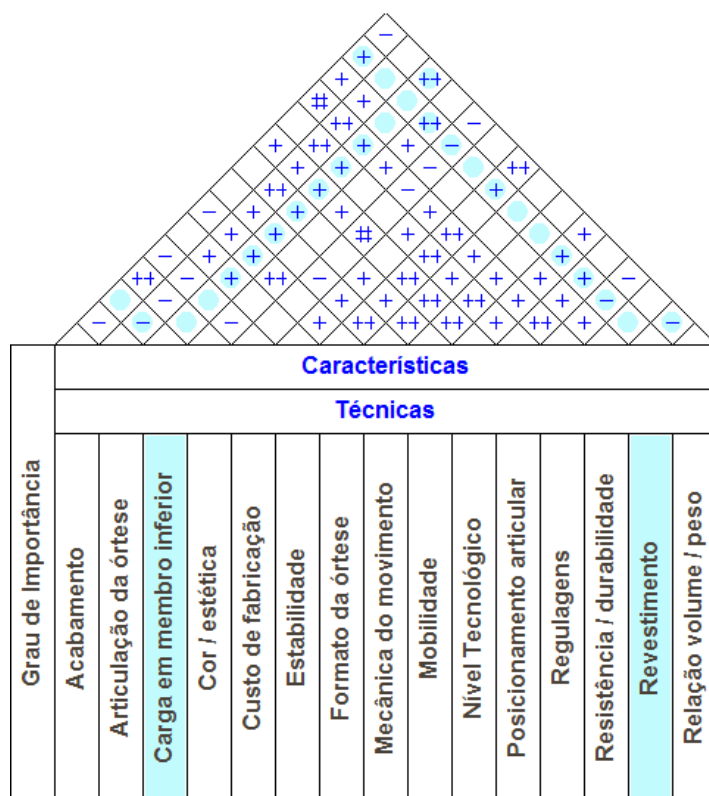 −
+
+ ++
# +
++ ++ −
+ ++ + + −
+ + + − ++
++ + − +
− + + + +
+ + # + ++ +
− + + ++ + +
++ − + ++ − + ++ + + + −
− + + ++ ++ + + −
− − − + ++ ++ ++ + ++ + −
Características
Técnicas
Grau de Importância
Acabamento
Articulação da órtese
Carga em membro inferior
Cor / estética
Custo de fabricação
Estabilidade
Formato da órtese
Mecânica do movimento
Mobilidade
Nível Tecnológico
Posicionamento articular
Regulagens
Resistência / durabilidade
Revestimento
Relação volume / peso